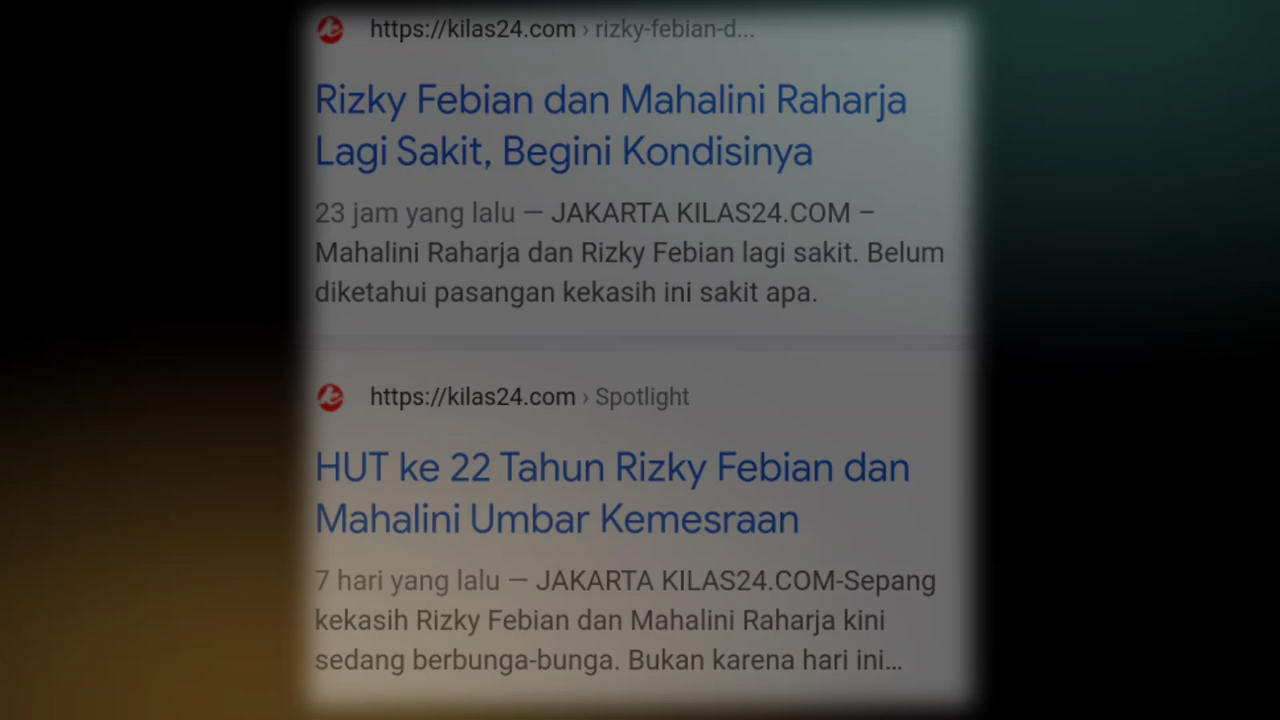 https://kilas24.com › rizky-febian-d...
Rizky Febian dan Mahalini Raharja
Lagi Sakit, Begini Kondisinya
23 jam yang lalu — JAKARTA KILAS24.COM –
Mahalini Raharja dan Rizky Febian lagi sakit. Belum
diketahui pasangan kekasih ini sakit apa.
https://kilas24.com › Spotlight
HUT ke 22 Tahun Rizky Febian dan
Mahalini Umbar Kemesraan
7 hari yang lalu — JAKARTA KILAS24.COM-Sepang
kekasih Rizky Febian dan Mahalini Raharja kini
sedang berbunga-bunga. Bukan karena hari ini...